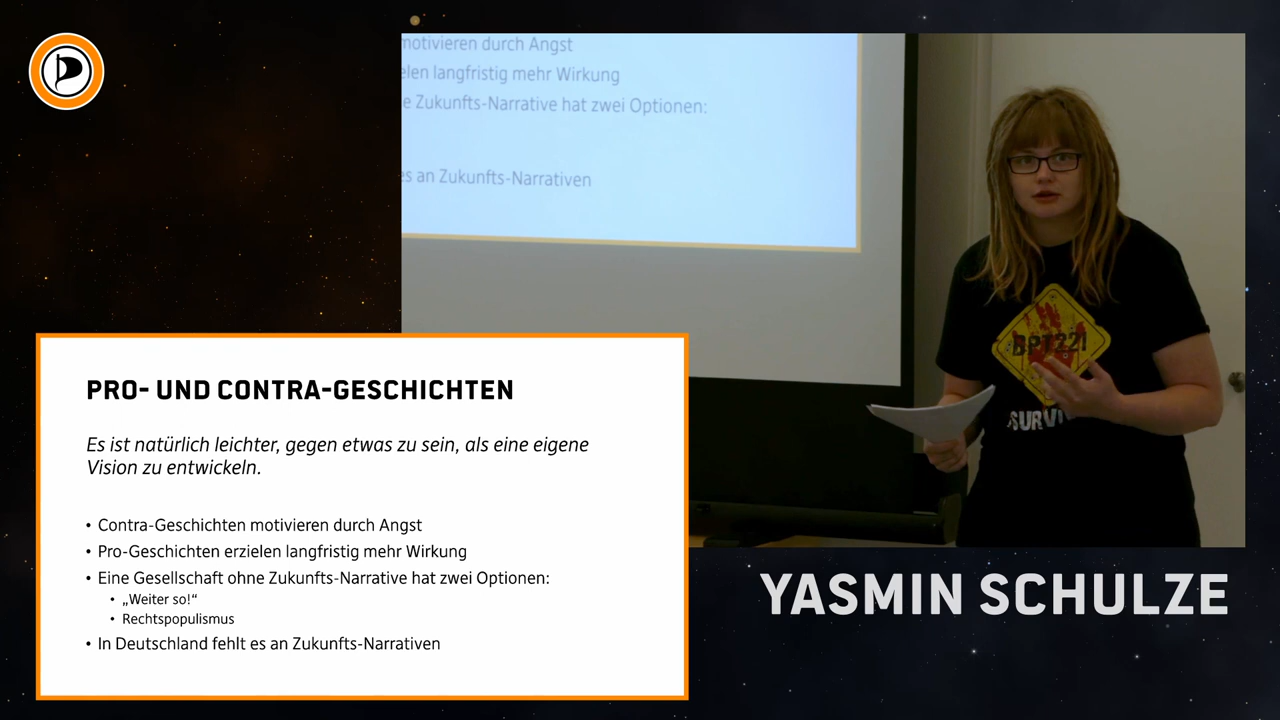 motivieren durch Angst
elen langfristig mehr Wirkung
e Zukunfts-Narrative hat zwei Optionen:
es an Zukunfts-Narrativen
BPT221
SURV
PRO- UND CONTRA-GESCHICHTEN
Es ist natürlich leichter, gegen etwas zu sein, als eine eigene
Vision zu entwickeln.
• Contra-Geschichten motivieren durch Angst
• Pro-Geschichten erzielen langfristig mehr Wirkung
• Eine Gesellschaft ohne Zukunfts-Narrative hat zwei Optionen:
• „Weiter so!“
• Rechtspopulismus
• In Deutschland fehlt es an Zukunfts-Narrativen
YASMIN SCHULZE